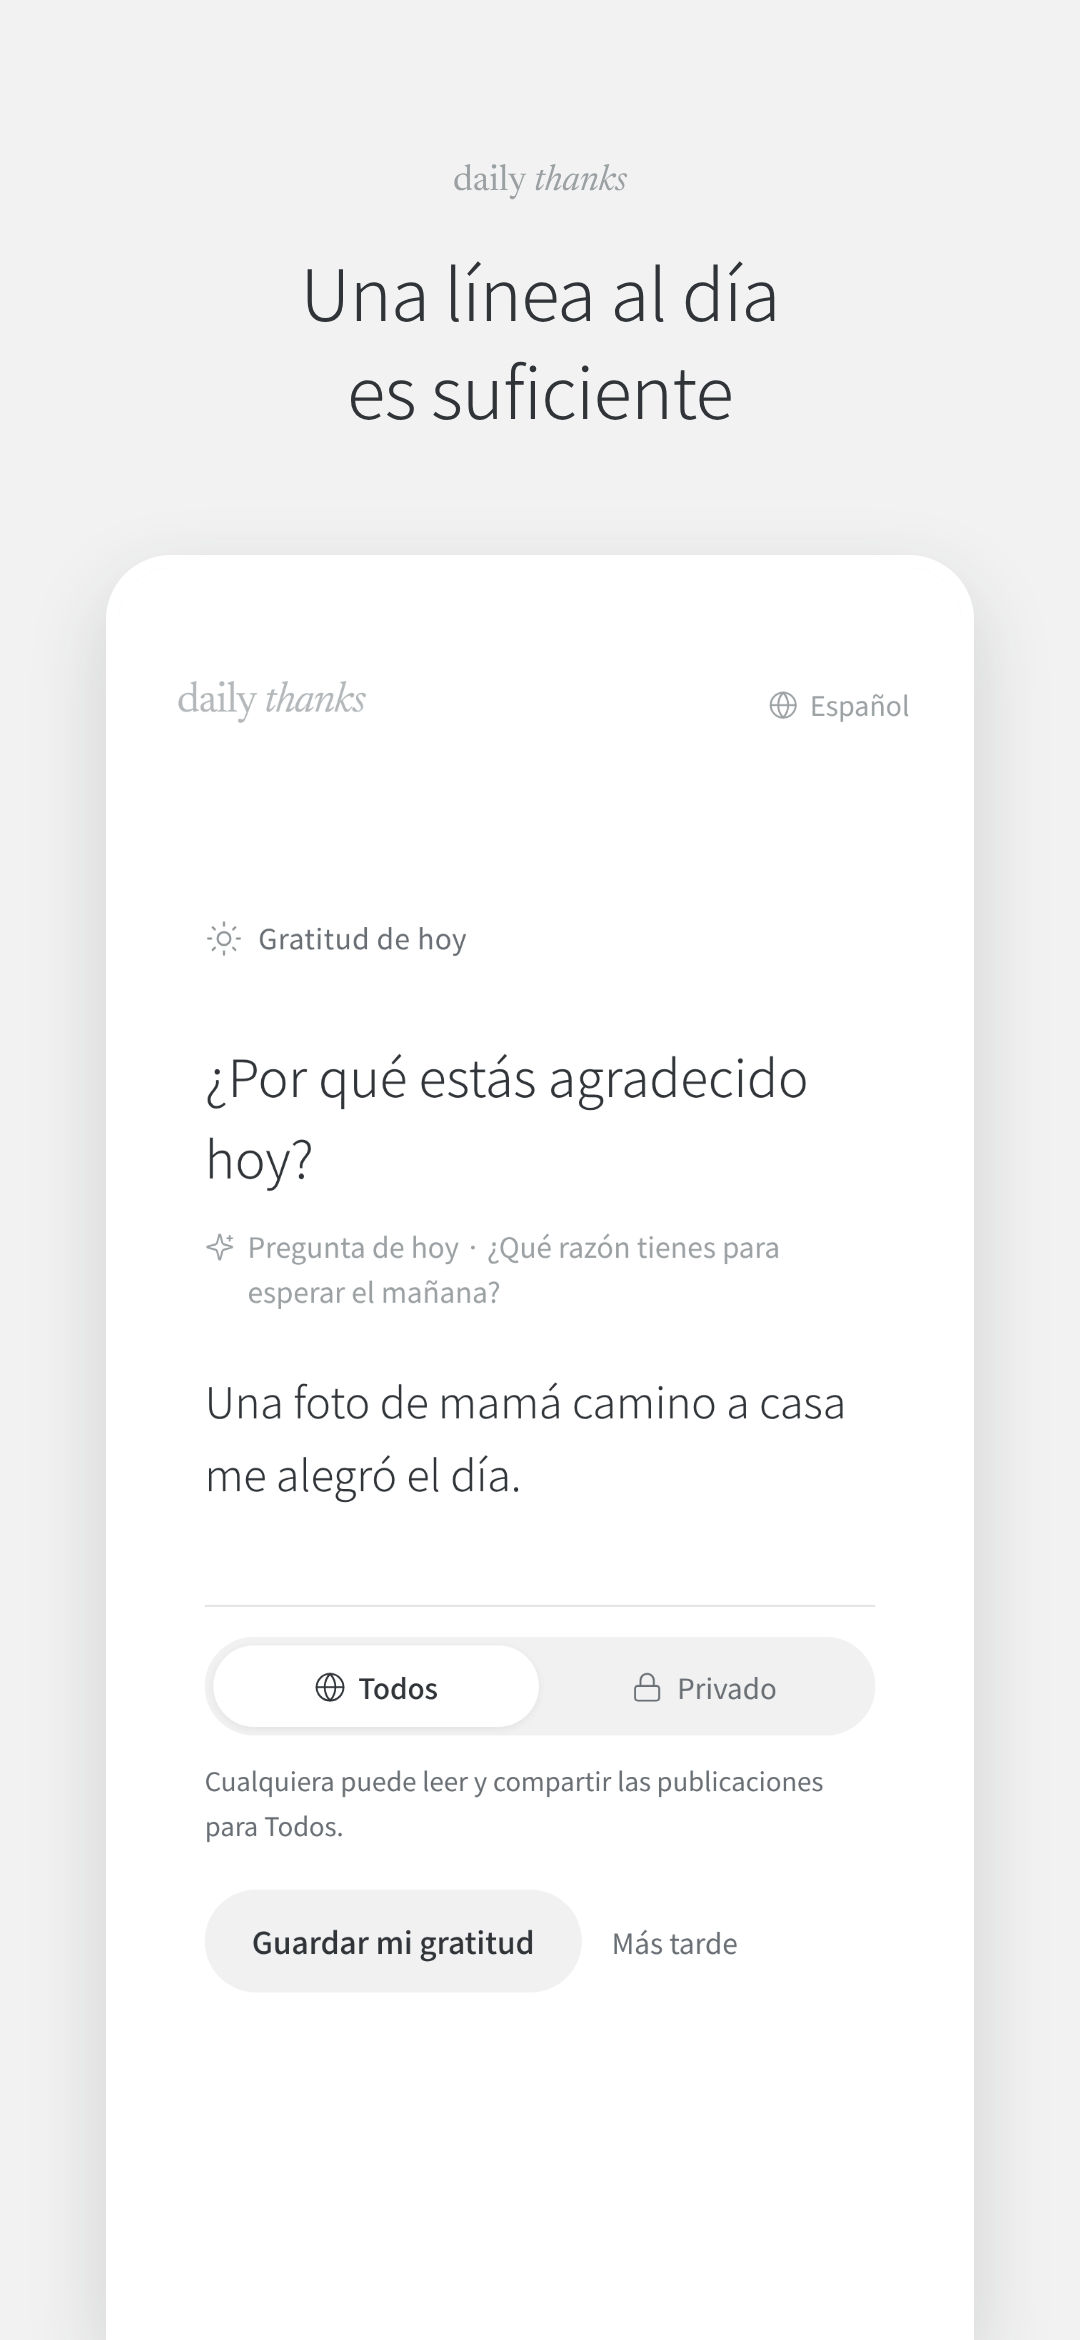 daily thanks
Una línea al día
es suficiente
daily thanks
Español
Gratitud de hoy
¿Por qué estás agradecido
hoy?
Pregunta de hoy · ¿Qué razón tienes para
esperar el mañana?
Una foto de mamá camino a casa
me alegró el día.
Todos
Privado
Cualquiera puede leer y compartir las publicaciones
para Todos.
Guardar mi gratitud
Más tarde